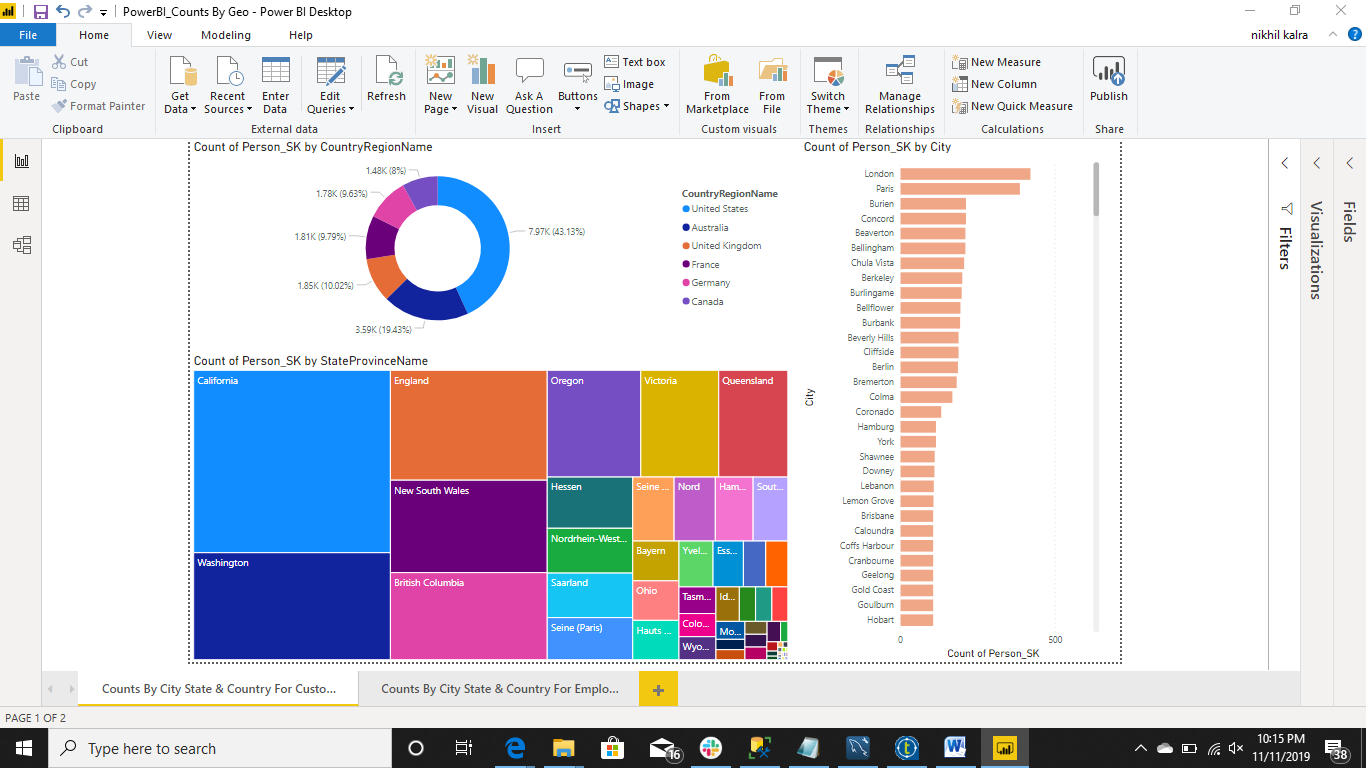 PowerBI_Counts By Geo - Power BI Desktop
File Home View Modeling Help nikhil kalra
Paste
Cut
Copy
Format Painter
Clipboard
Get Data
Recent Sources
Enter Data
Edit Queries
Refresh
External data
New Page
New Visual
Ask A Question
Buttons
Text box
Image
Shapes
Insert
From Marketplace
From File
Custom visuals
Switch Theme
Themes
Manage Relationships
Relationships
New Measure
New Column
New Quick Measure
Calculations
Publish
Share
Count of Person_SK by CountryRegionName
1.48K (8%)
1.78K (9.63%)
1.81K (9.79%)
1.85K (10.02%)
3.59K (19.43%)
7.97K (43.13%)
CountryRegionName
United States
Australia
United Kingdom
France
Germany
Canada
Count of Person_SK by StateProvinceName
California
Washington
England
New South Wales
British Columbia
Oregon
Victoria
Queensland
Hessen
Nordrhein-West...
Saarland
Seine (Paris)
Seine ...
Nord
Ham...
Sout...
Bayern
Ohio
Hauts ...
Yvel...
Ess...
Tasm...
Id...
Colo...
Mo...
Wyo...
Count of Person_SK by City
City
London
Paris
Burien
Concord
Beaverton
Bellingham
Chula Vista
Berkeley
Burlingame
Bellflower
Burbank
Beverly Hills
Cliffside
Berlin
Bremerton
Colma
Coronado
Hamburg
York
Shawnee
Downey
Lebanon
Lemon Grove
Brisbane
Caloundra
Coffs Harbour
Cranbourne
Geelong
Gold Coast
Goulburn
Hobart
0 500
Count of Person_SK
Filters
Visualizations
Fields
Counts By City State & Country For Custo...
Counts By City State & Country For Emplo...
PAGE 1 OF 2
Type here to search
16
10:15 PM
11/11/2019
38